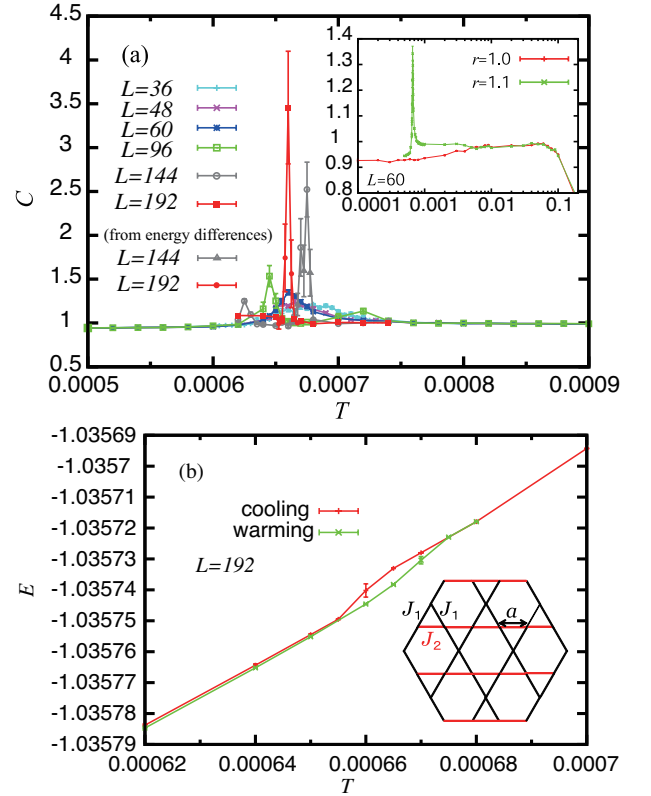 (a)
4.5
4
3.5
3
2.5
2
1.5
1
0.5
C
L=36
L=48
L=60
L=96
L=144
L=192
(from energy differences)
L=144
L=192
1.4
1.3
1.2
1.1
1
0.9
0.8
r=1.0
r=1.1
L=60
0.0001 0.001 0.01 0.1
0.0005 0.0006 0.0007 0.0008 0.0009
T
(b)
-1.03569
-1.0357
-1.03571
-1.03572
-1.03573
-1.03574
-1.03575
-1.03576
-1.03577
-1.03578
-1.03579
E
cooling
warming
L=192
J1 J1 a
J2
0.00062 0.00064 0.00066 0.00068 0.0007
T